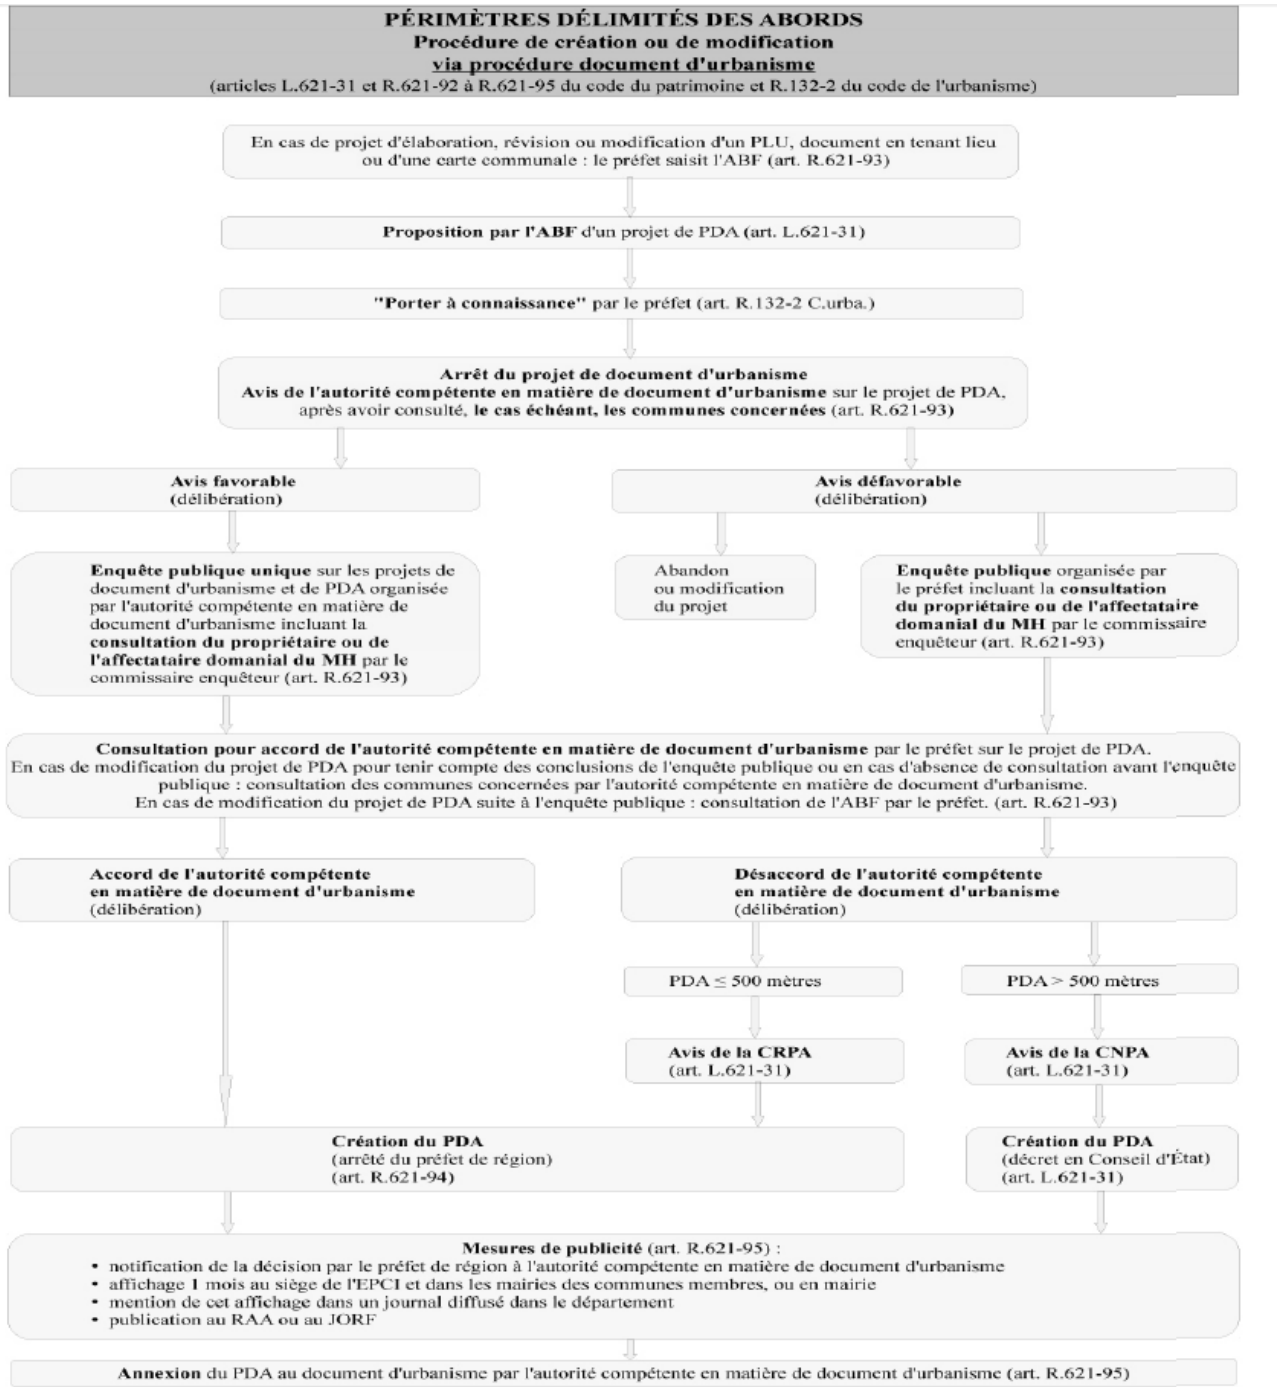 PÉRIMÈTRES DÉLIMITÉS DES ABORDS
Procédure de création ou de modification
via procédure document d'urbanisme
(articles L.621-31 et R.621-92 à R.621-95 du code du patrimoine et R.132-2 du code de l'urbanisme)
En cas de projet d'élaboration, révision ou modification d'un PLU, document en tenant lieu
ou d'une carte communale : le préfet saisit l'ABF (art. R.621-93)
Proposition par l'ABF d'un projet de PDA (art. L.621-31)
"Porter à connaissance" par le préfet (art. R.132-2 C.urba.)
Arrêt du projet de document d'urbanisme
Avis de l'autorité compétente en matière de document d'urbanisme sur le projet de PDA,
après avoir consulté, le cas échéant, les communes concernées (art. R.621-93)
Avis favorable
(délibération)
Avis défavorable
(délibération)
Enquête publique unique sur les projets de
document d'urbanisme et de PDA organisée
par l'autorité compétente en matière de
document d'urbanisme incluant la
consultation du propriétaire ou de
l'affectataire domanial du MH par le
commissaire enquêteur (art. R.621-93)
Abandon
ou modification
du projet
Enquête publique organisée par
le préfet incluant la consultation
du propriétaire ou de l'affectataire
domanial du MH par le commissaire
enquêteur (art. R.621-93)
Consultation pour accord de l'autorité compétente en matière de document d'urbanisme par le préfet sur le projet de PDA.
En cas de modification du projet de PDA pour tenir compte des conclusions de l'enquête publique ou en cas d'absence de consultation avant l'enquête
publique : consultation des communes concernées par l'autorité compétente en matière de document d'urbanisme.
En cas de modification du projet de PDA suite à l'enquête publique : consultation de l'ABF par le préfet. (art. R.621-93)
Accord de l'autorité compétente
en matière de document d'urbanisme
(délibération)
Désaccord de l'autorité compétente
en matière de document d'urbanisme
(délibération)
PDA ≤ 500 mètres
PDA > 500 mètres
Avis de la CRPA
(art. L.621-31)
Avis de la CNPA
(art. L.621-31)
Création du PDA
(arrêté du préfet de région)
(art. R.621-94)
Création du PDA
(décret en Conseil d'État)
(art. L.621-31)
Mesures de publicité (art. R.621-95) :
• notification de la décision par le préfet de région à l'autorité compétente en matière de document d'urbanisme
• affichage 1 mois au siège de l'EPCI et dans les mairies des communes membres, ou en mairie
• mention de cet affichage dans un journal diffusé dans le département
• publication au RAA ou au JORF
Annexion du PDA au document d'urbanisme par l'autorité compétente en matière de document d'urbanisme (art. R.621-95)